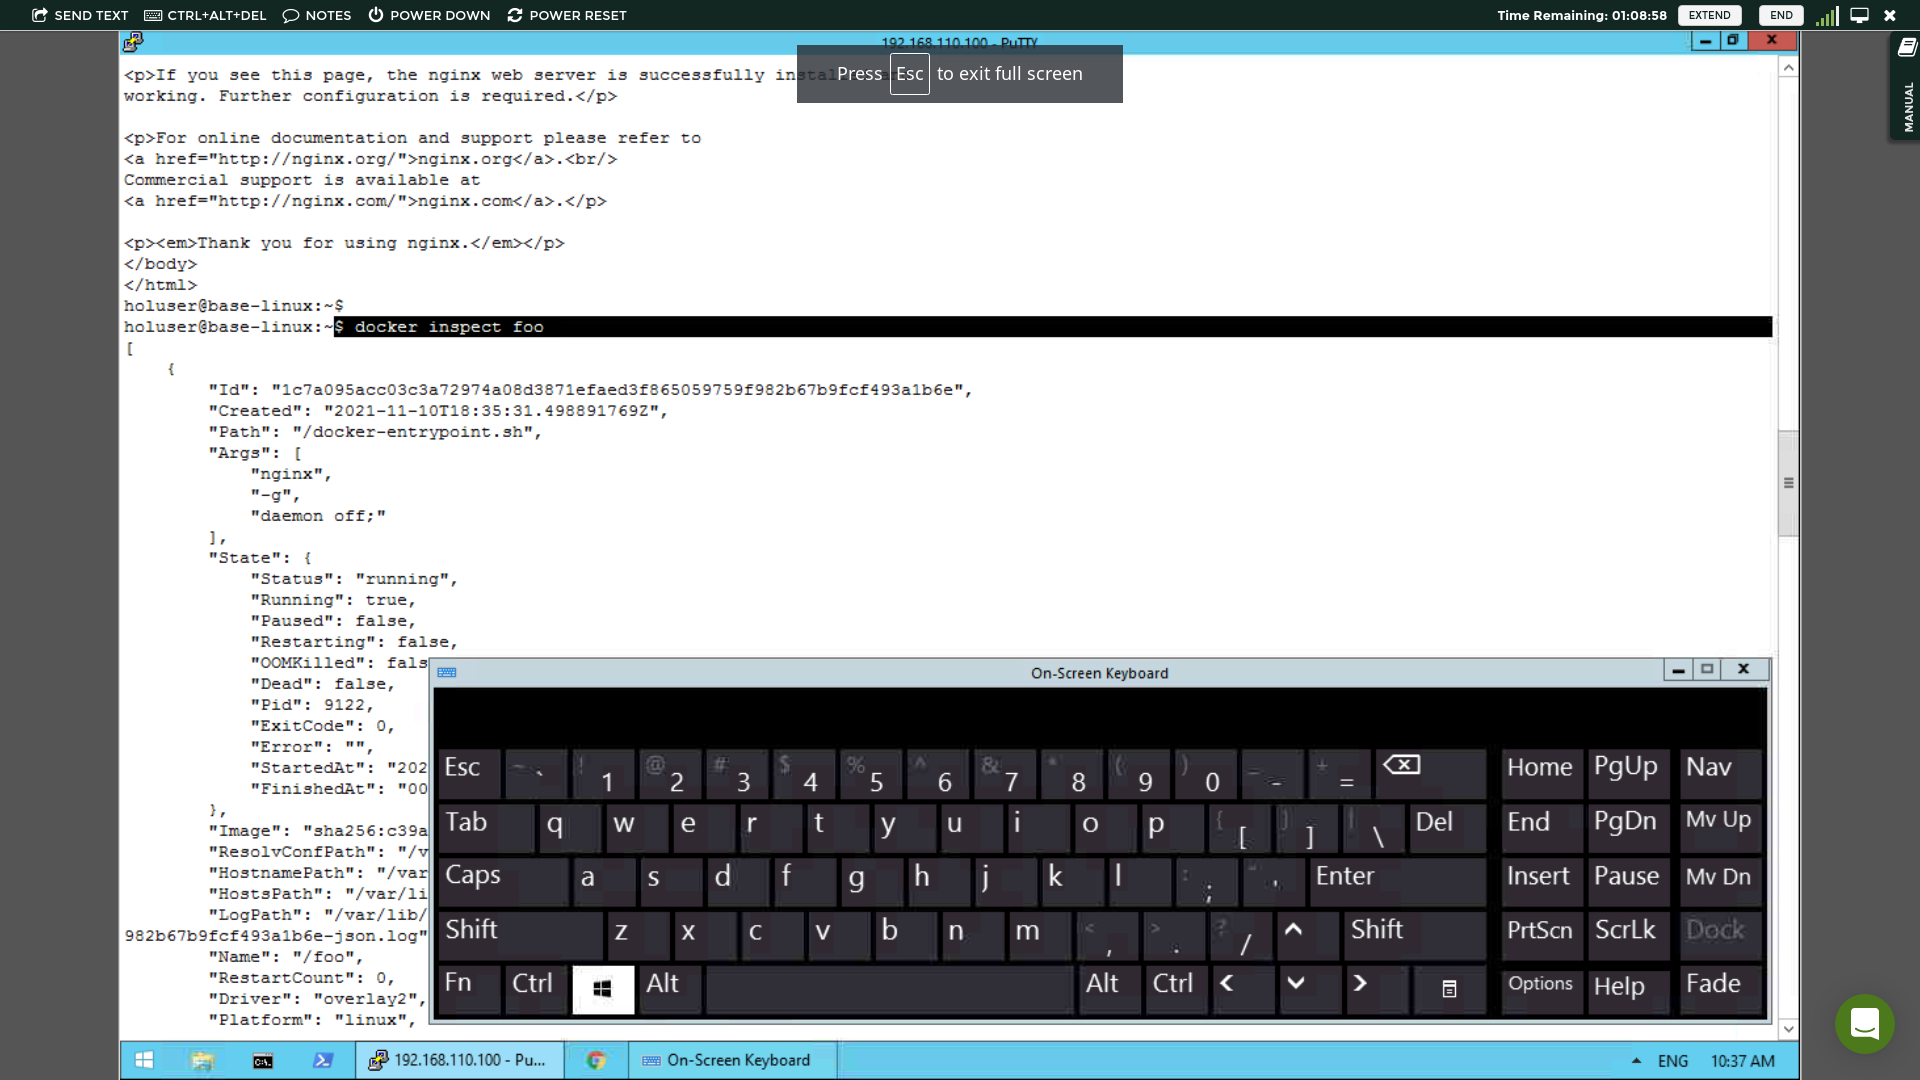 SEND TEXT CTRL+ALT+DEL NOTES POWER DOWN POWER RESET Time Remaining: 01:08:58 EXTEND END
192.168.110.100 - PuTTY
Press Esc to exit full screen
MANUAL
<p>If you see this page, the nginx web server is successfully
working. Further configuration is required.</p>
<p>For online documentation and support please refer to
<a href="http://nginx.org/">nginx.org</a>.<br/>
Commercial support is available at
<a href="http://nginx.com/">nginx.com</a>.</p>
<p><em>Thank you for using nginx.</em></p>
</body>
</html>
holuser@base-linux:~$
holuser@base-linux:~$ docker inspect foo
[
{
"Id": "1c7a095acc03c3a72974a08d3871efaed3f865059759f982b67b9fcf493a1b6e",
"Created": "2021-11-10T18:35:31.498891769Z",
"Path": "/docker-entrypoint.sh",
"Args": [
"nginx",
"-g",
"daemon off;"
],
"State": {
"Status": "running",
"Running": true,
"Paused": false,
"Restarting": false,
"OOMKilled": fals
"Dead": false,
"Pid": 9122,
"ExitCode": 0,
"Error": "",
"StartedAt": "202
"FinishedAt": "00
},
"Image": "sha256:c39a
"ResolvConfPath": "/v
"HostnamePath": "/var
"HostsPath": "/var/li
"LogPath": "/var/lib/
982b67b9fcf493a1b6e-json.log"
"Name": "/foo",
"RestartCount": 0,
"Driver": "overlay2",
"Platform": "linux",
On-Screen Keyboard
Esc ~ ` ! 1 @ 2 # 3 $ 4 % 5 ^ 6 & 7 * 8 ( 9 ) 0 _ - + = Home PgUp Nav
Tab q w e r t y u i o p { [ } ] | \ Del End PgDn Mv Up
Caps a s d f g h j k l : ; " ' Enter Insert Pause Mv Dn
Shift z x c v b n m < , > . ? / Shift PrtScn ScrLk Dock
Fn Ctrl Alt Alt Ctrl Options Help Fade
192.168.110.100 - Pu... On-Screen Keyboard ENG 10:37 AM